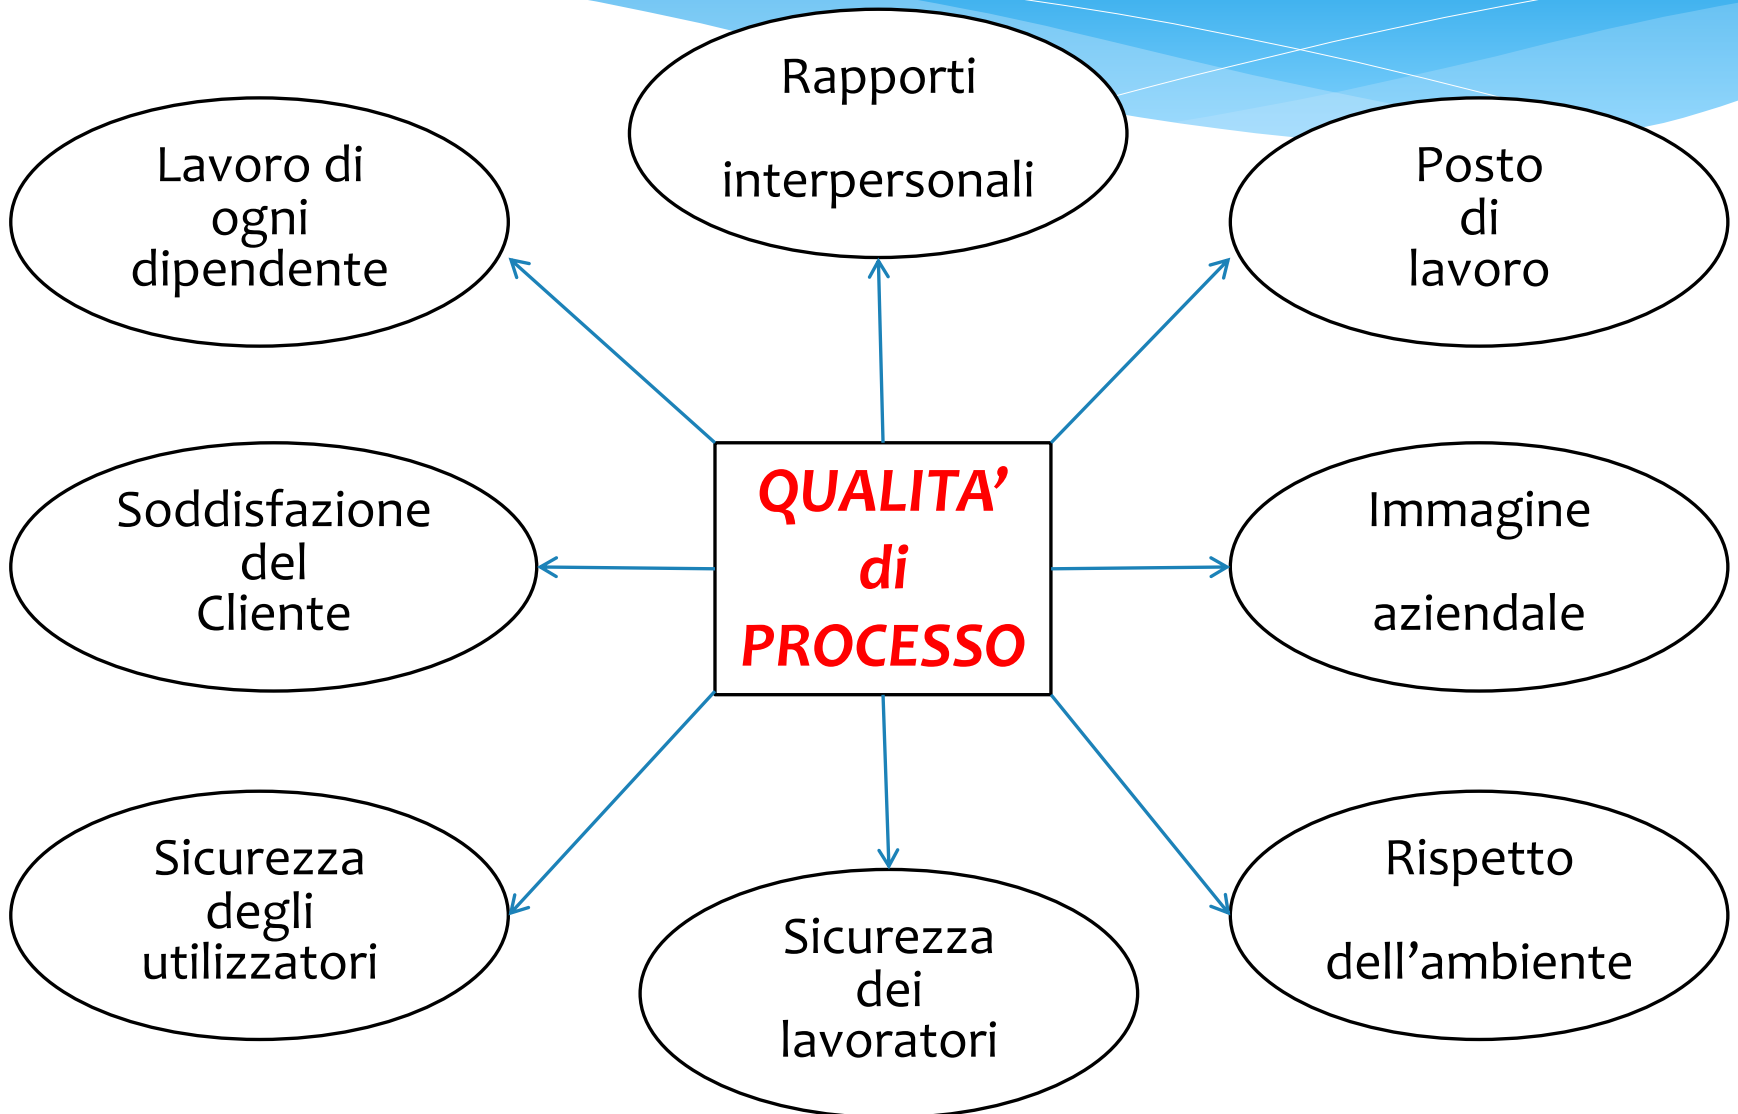 Rapporti
interpersonali
Lavoro di
ogni
dipendente
Posto
di
lavoro
Soddisfazione
del
Cliente
QUALITA’
di
PROCESSO
Immagine
aziendale
Sicurezza
degli
utilizzatori
Sicurezza
dei
lavoratori
Rispetto
dell’ambiente